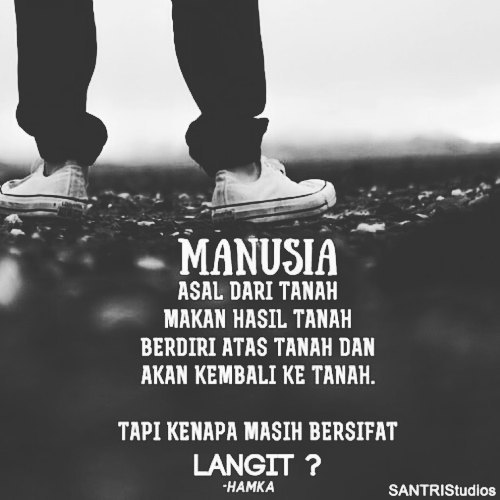 MANUSIA
ASAL DARI TANAH
MAKAN HASIL TANAH
BERDIRI ATAS TANAH DAN
AKAN KEMBALI KE TANAH.
TAPI KENAPA MASIH BERSIFAT
LANGIT ?
-HAMKA
SANTRIStudios